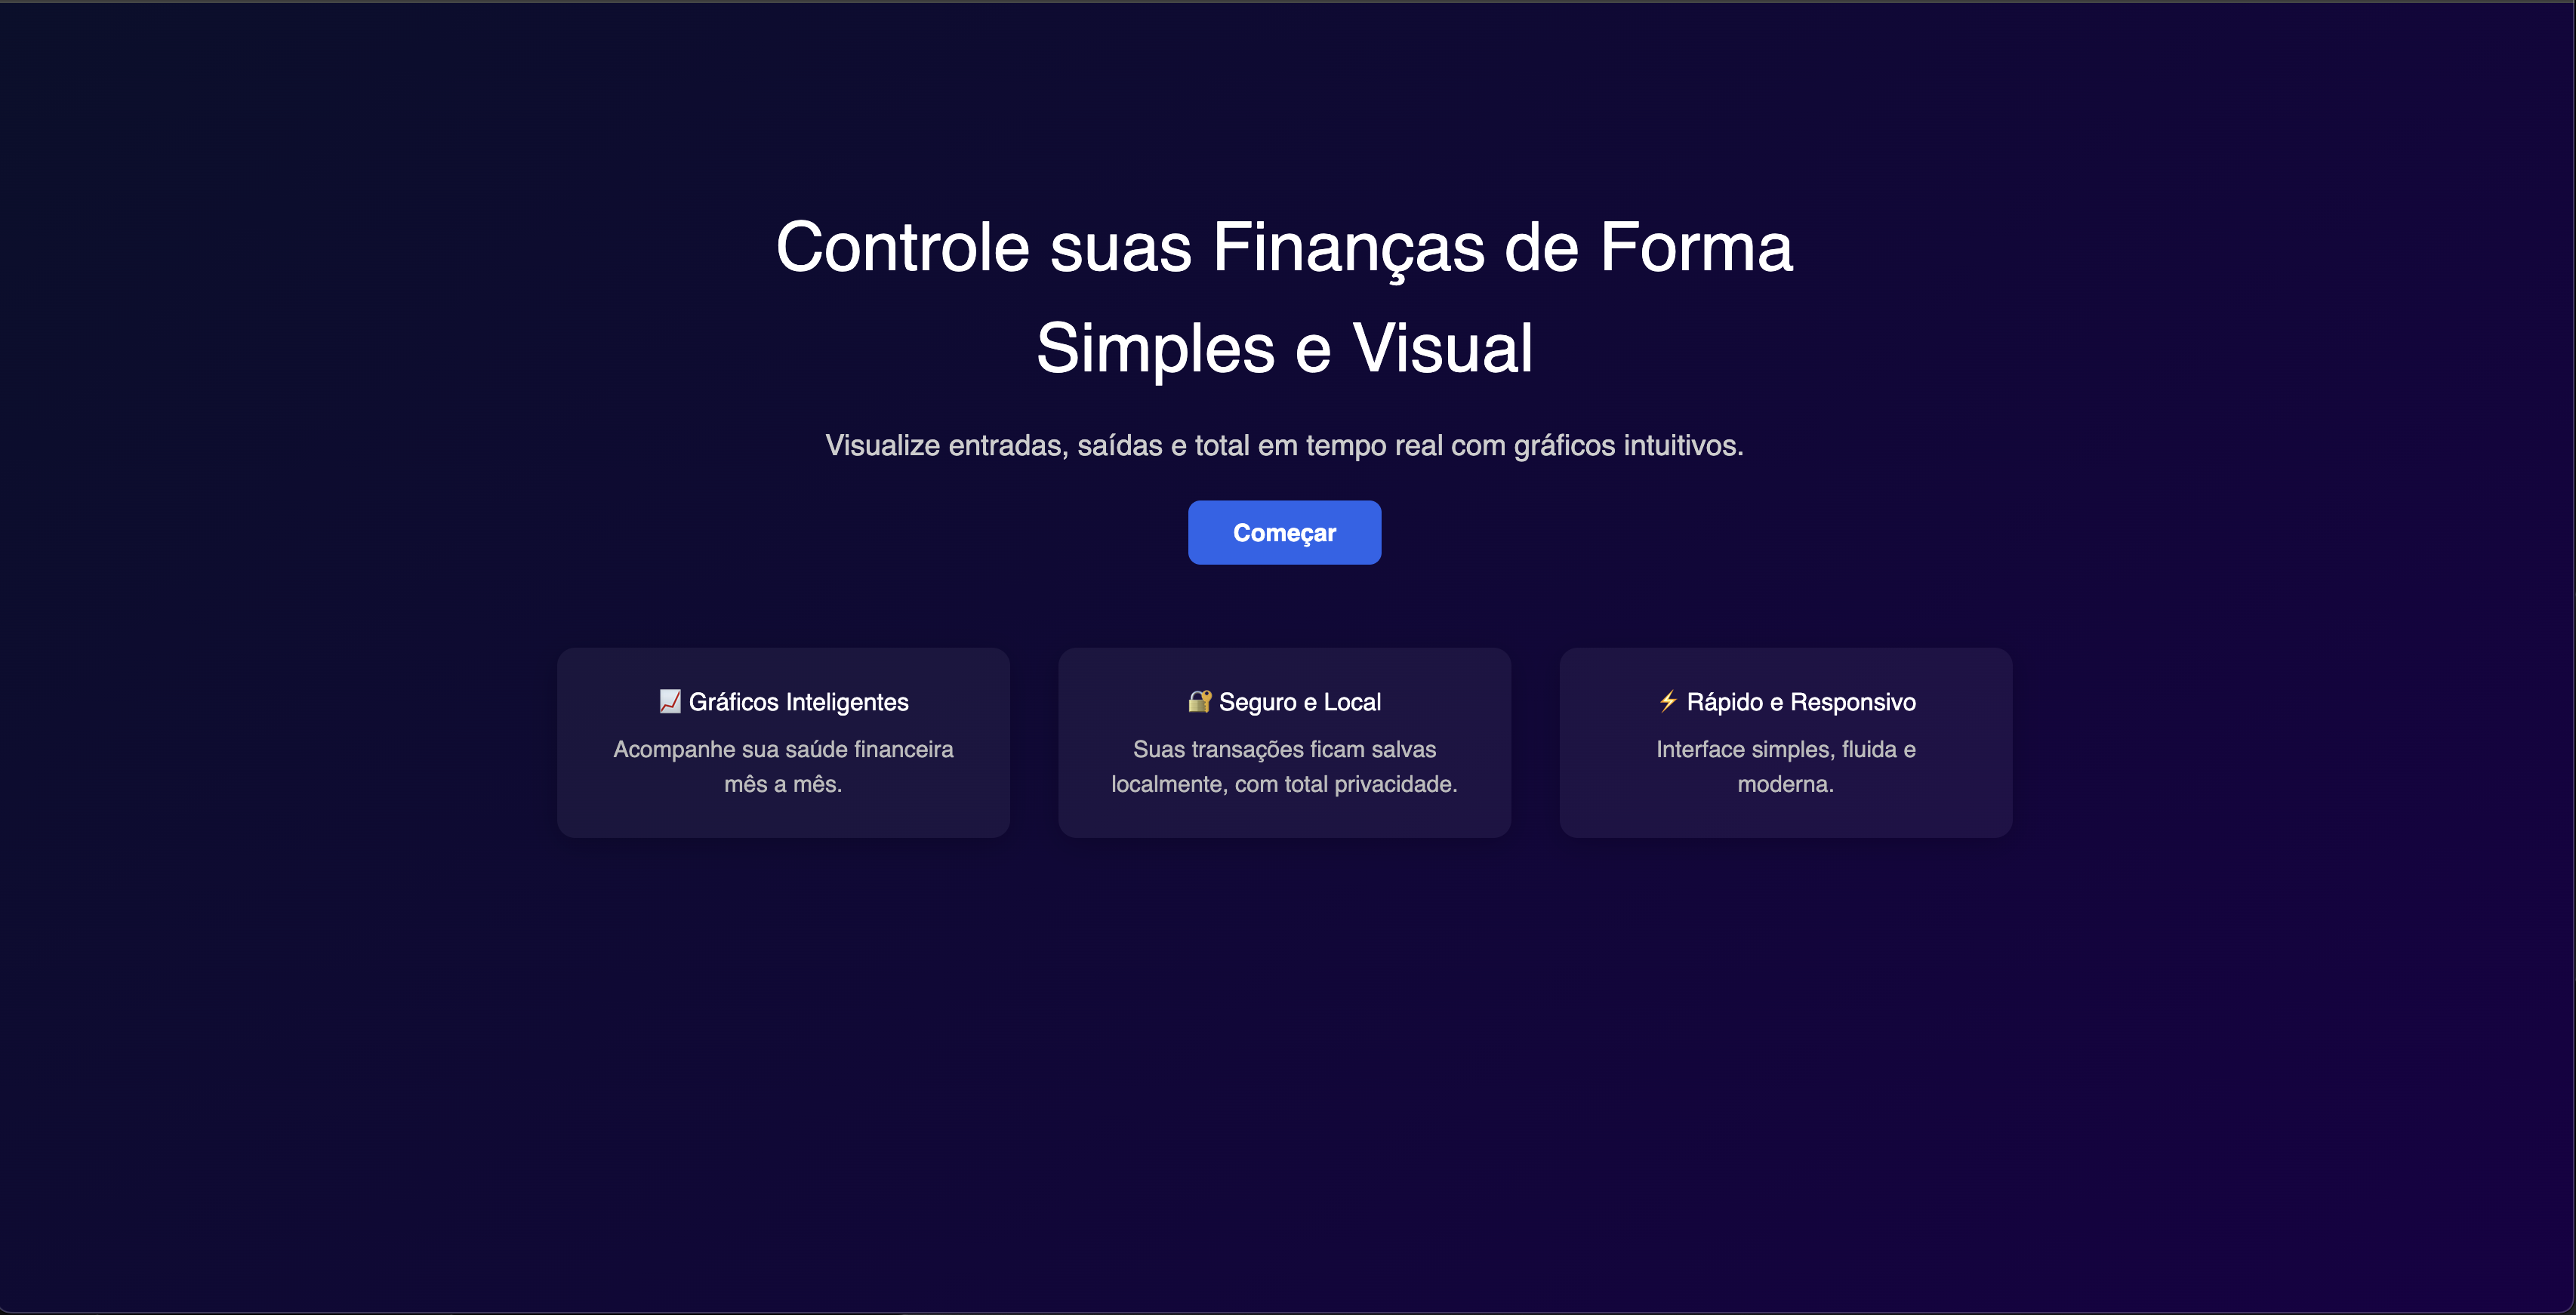 Controle suas Finanças de Forma
Simples e Visual
Visualize entradas, saídas e total em tempo real com gráficos intuitivos.
Começar
📈 Gráficos Inteligentes
Acompanhe sua saúde financeira
mês a mês.
🔐 Seguro e Local
Suas transações ficam salvas
localmente, com total privacidade.
⚡ Rápido e Responsivo
Interface simples, fluida e
moderna.